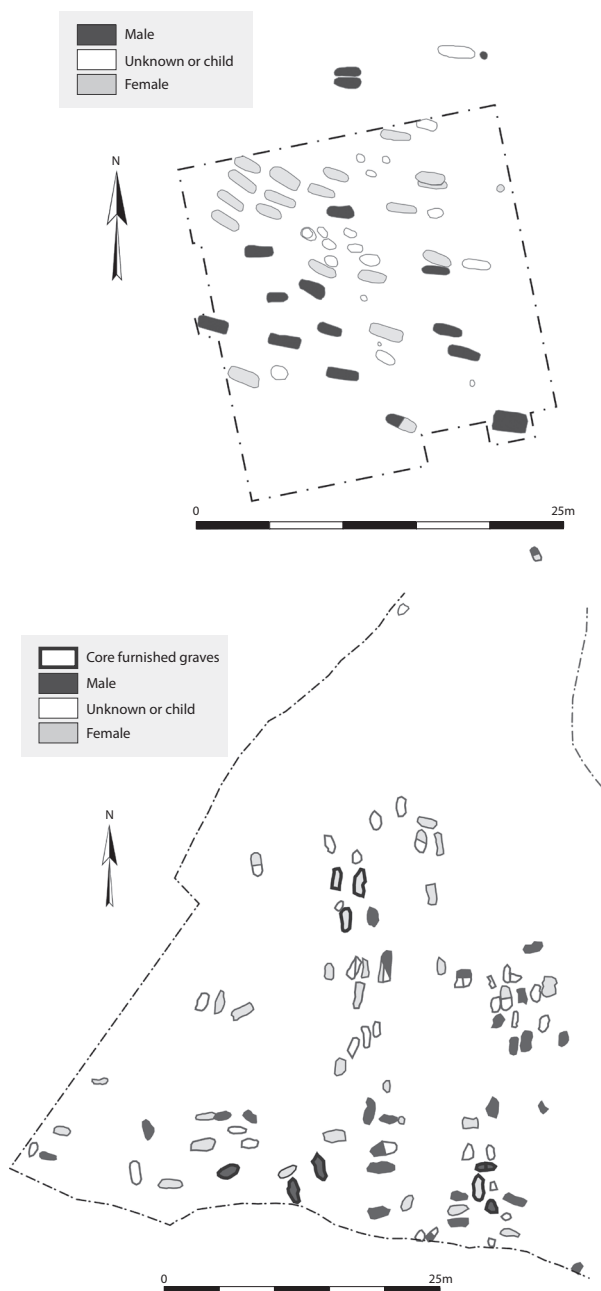 Male
Unknown or child
Female
N
0 25m
Core furnished graves
Male
Unknown or child
Female
N
0 25m